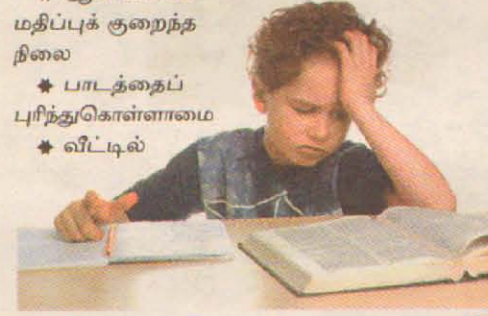 மதிப்புக் குறைந்த
நிலை
✸ பாடத்தைப்
புரிந்துகொள்ளாமை
✸ வீட்டில்